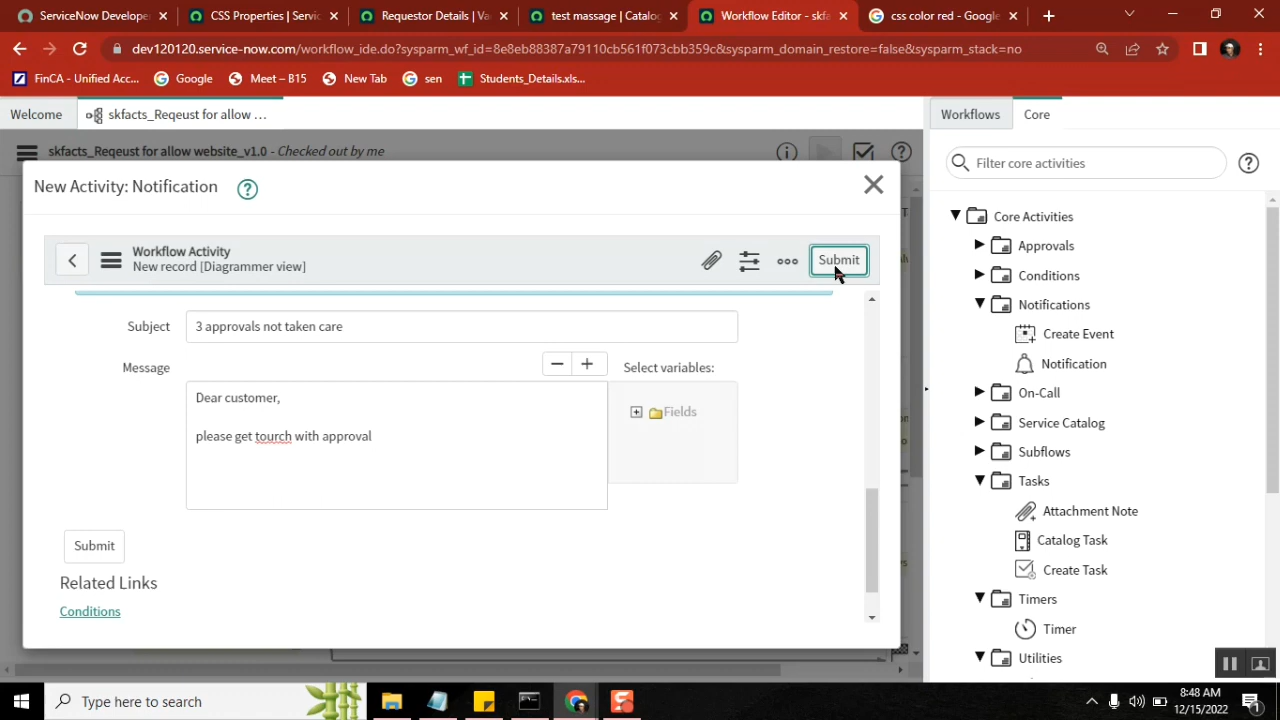 ServiceNow Develope
CSS Properties | Servic
Requestor Details | Va
test massage | Catalog
Workflow Editor - skfa
css color red - Google
dev120120.service-now.com/workflow_ide.do?sysparm_wf_id=8e8eb88387a79110cb561f073cbb359c&sysparm_domain_restore=false&sysparm_stack=no
FinCA - Unified Acc...
Google
Meet – B15
New Tab
sen
Students_Details.xls...
Welcome
skfacts_Reqeust for allow ...
Workflows
Core
skfacts_Reqeust for allow website_v1.0 - Checked out by me
Filter core activities
New Activity: Notification
Workflow Activity
New record [Diagrammer view]
Submit
Subject
3 approvals not taken care
Message
Select variables:
Dear customer,
please get tourch with approval
Fields
Submit
Related Links
Conditions
Core Activities
Approvals
Conditions
Notifications
Create Event
Notification
On-Call
Service Catalog
Subflows
Tasks
Attachment Note
Catalog Task
Create Task
Timers
Timer
Utilities
Type here to search
8:48 AM
12/15/2022
1